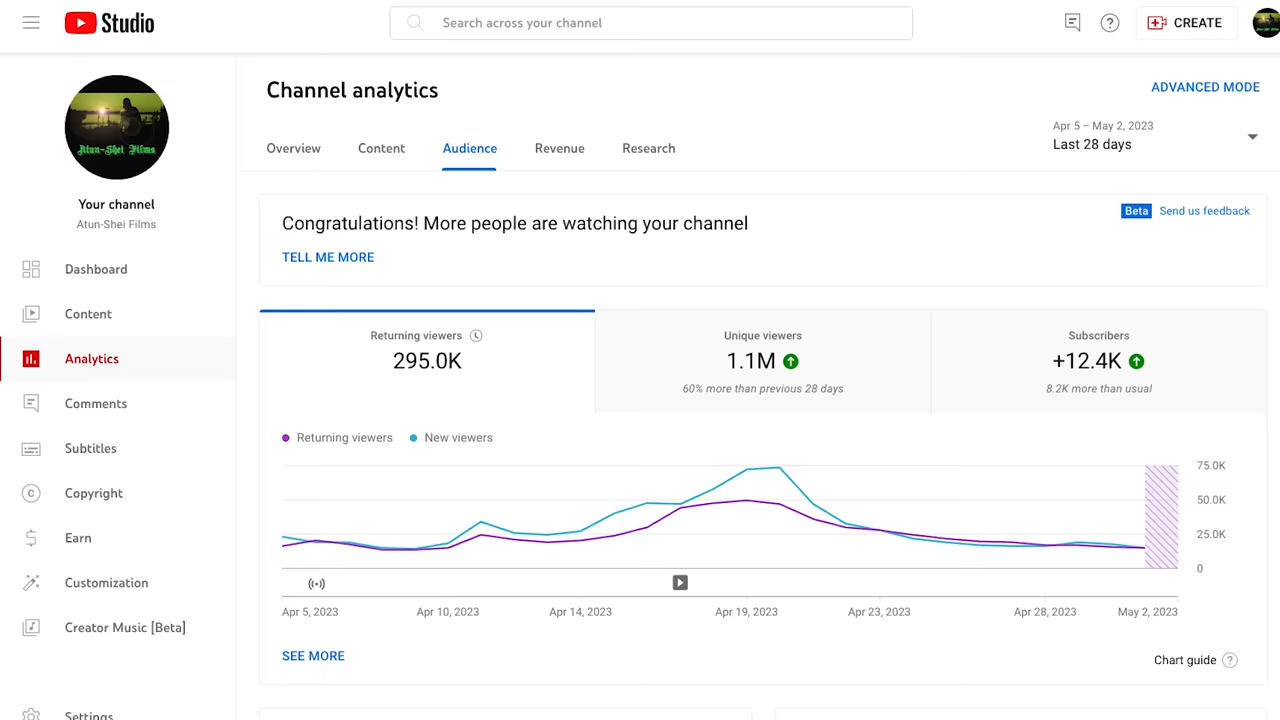 Studio
Search across your channel
CREATE
Atun-Shei Films
Your channel
Atun-Shei Films
Dashboard
Content
Analytics
Comments
Subtitles
Copyright
Earn
Customization
Creator Music [Beta]
Settings
Channel analytics
ADVANCED MODE
Overview
Content
Audience
Revenue
Research
Apr 5 – May 2, 2023
Last 28 days
Congratulations! More people are watching your channel
Beta Send us feedback
TELL ME MORE
Returning viewers
295.0K
Unique viewers
1.1M
60% more than previous 28 days
Subscribers
+12.4K
8.2K more than usual
Returning viewers
New viewers
75.0K
50.0K
25.0K
0
Apr 5, 2023
Apr 10, 2023
Apr 14, 2023
Apr 19, 2023
Apr 23, 2023
Apr 28, 2023
May 2, 2023
SEE MORE
Chart guide